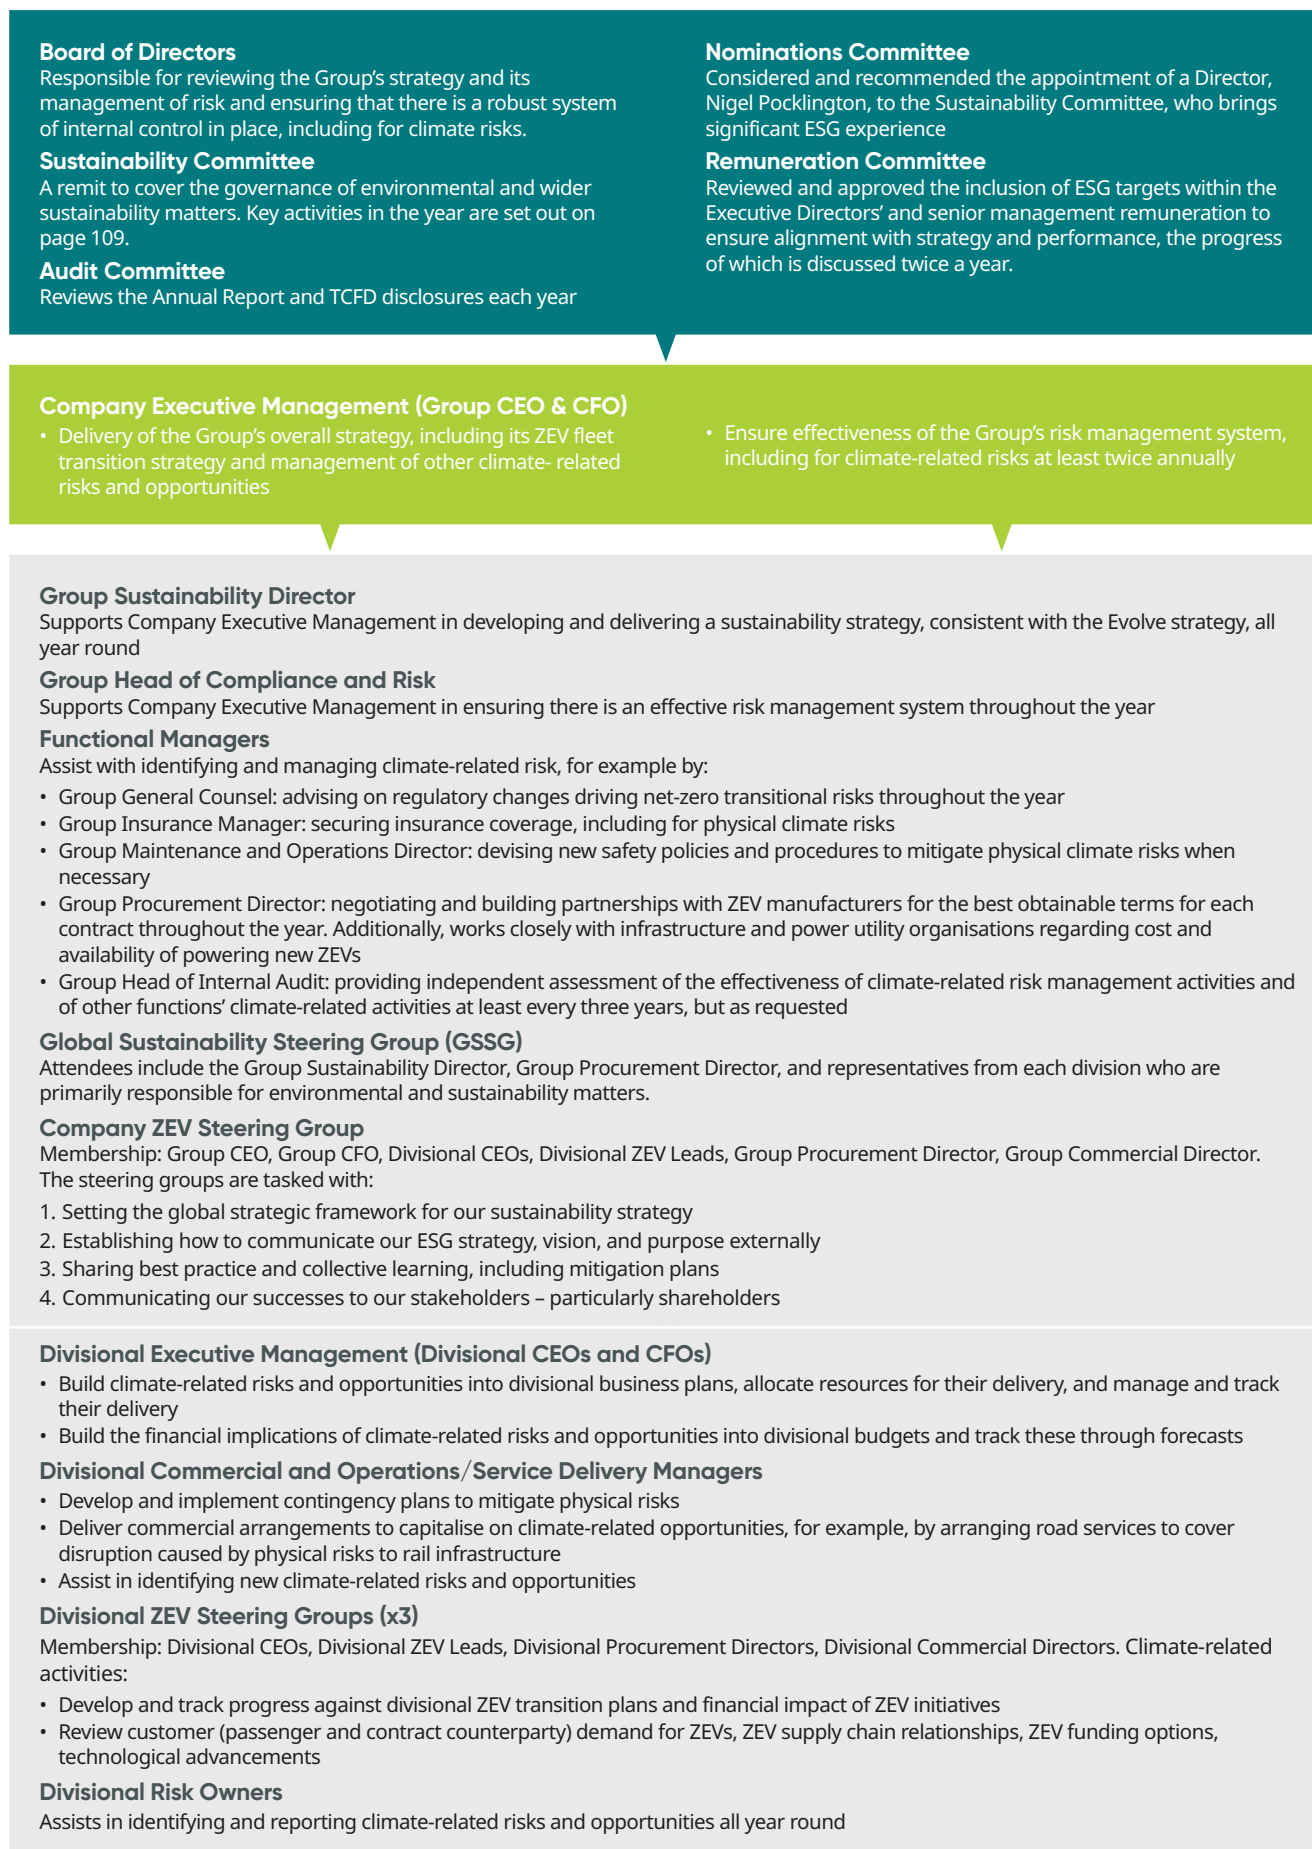 Board of Directors
Responsible for reviewing the Group's strategy and its
management of risk and ensuring that there is a robust system
of internal control in place, including for climate risks.
Sustainability Committee
A remit to cover the governance of environmental and wider
sustainability matters. Key activities in the year are set out on
page 109.
Audit Committee
Reviews the Annual Report and TCFD disclosures each year
Nominations Committee
Considered and recommended the appointment of a Director,
Nigel Pocklington, to the Sustainability Committee, who brings
significant ESG experience
Remuneration Committee
Reviewed and approved the inclusion of ESG targets within the
Executive Directors' and senior management remuneration to
ensure alignment with strategy and performance, the progress
of which is discussed twice a year.
Company Executive Management (Group CEO & CFO)
• Delivery of the Group's overall strategy, including its ZEV fleet
transition strategy and management of other climate- related
risks and opportunities
• Ensure effectiveness of the Group's risk management system,
including for climate-related risks at least twice annually
Group Sustainability Director
Supports Company Executive Management in developing and delivering a sustainability strategy, consistent with the Evolve strategy, all
year round
Group Head of Compliance and Risk
Supports Company Executive Management in ensuring there is an effective risk management system throughout the year
Functional Managers
Assist with identifying and managing climate-related risk, for example by:
• Group General Counsel: advising on regulatory changes driving net-zero transitional risks throughout the year
• Group Insurance Manager: securing insurance coverage, including for physical climate risks
• Group Maintenance and Operations Director: devising new safety policies and procedures to mitigate physical climate risks when
necessary
• Group Procurement Director: negotiating and building partnerships with ZEV manufacturers for the best obtainable terms for each
contract throughout the year. Additionally, works closely with infrastructure and power utility organisations regarding cost and
availability of powering new ZEVs
• Group Head of Internal Audit: providing independent assessment of the effectiveness of climate-related risk management activities and
of other functions' climate-related activities at least every three years, but as requested
Global Sustainability Steering Group (GSSG)
Attendees include the Group Sustainability Director, Group Procurement Director, and representatives from each division who are
primarily responsible for environmental and sustainability matters.
Company ZEV Steering Group
Membership: Group CEO, Group CFO, Divisional CEOs, Divisional ZEV Leads, Group Procurement Director, Group Commercial Director.
The steering groups are tasked with:
1. Setting the global strategic framework for our sustainability strategy
2. Establishing how to communicate our ESG strategy, vision, and purpose externally
3. Sharing best practice and collective learning, including mitigation plans
4. Communicating our successes to our stakeholders – particularly shareholders
Divisional Executive Management (Divisional CEOs and CFOs)
• Build climate-related risks and opportunities into divisional business plans, allocate resources for their delivery, and manage and track
their delivery
• Build the financial implications of climate-related risks and opportunities into divisional budgets and track these through forecasts
Divisional Commercial and Operations/Service Delivery Managers
• Develop and implement contingency plans to mitigate physical risks
• Deliver commercial arrangements to capitalise on climate-related opportunities, for example, by arranging road services to cover
disruption caused by physical risks to rail infrastructure
• Assist in identifying new climate-related risks and opportunities
Divisional ZEV Steering Groups (x3)
Membership: Divisional CEOs, Divisional ZEV Leads, Divisional Procurement Directors, Divisional Commercial Directors. Climate-related
activities:
• Develop and track progress against divisional ZEV transition plans and financial impact of ZEV initiatives
• Review customer (passenger and contract counterparty) demand for ZEVs, ZEV supply chain relationships, ZEV funding options,
technological advancements
Divisional Risk Owners
Assists in identifying and reporting climate-related risks and opportunities all year round